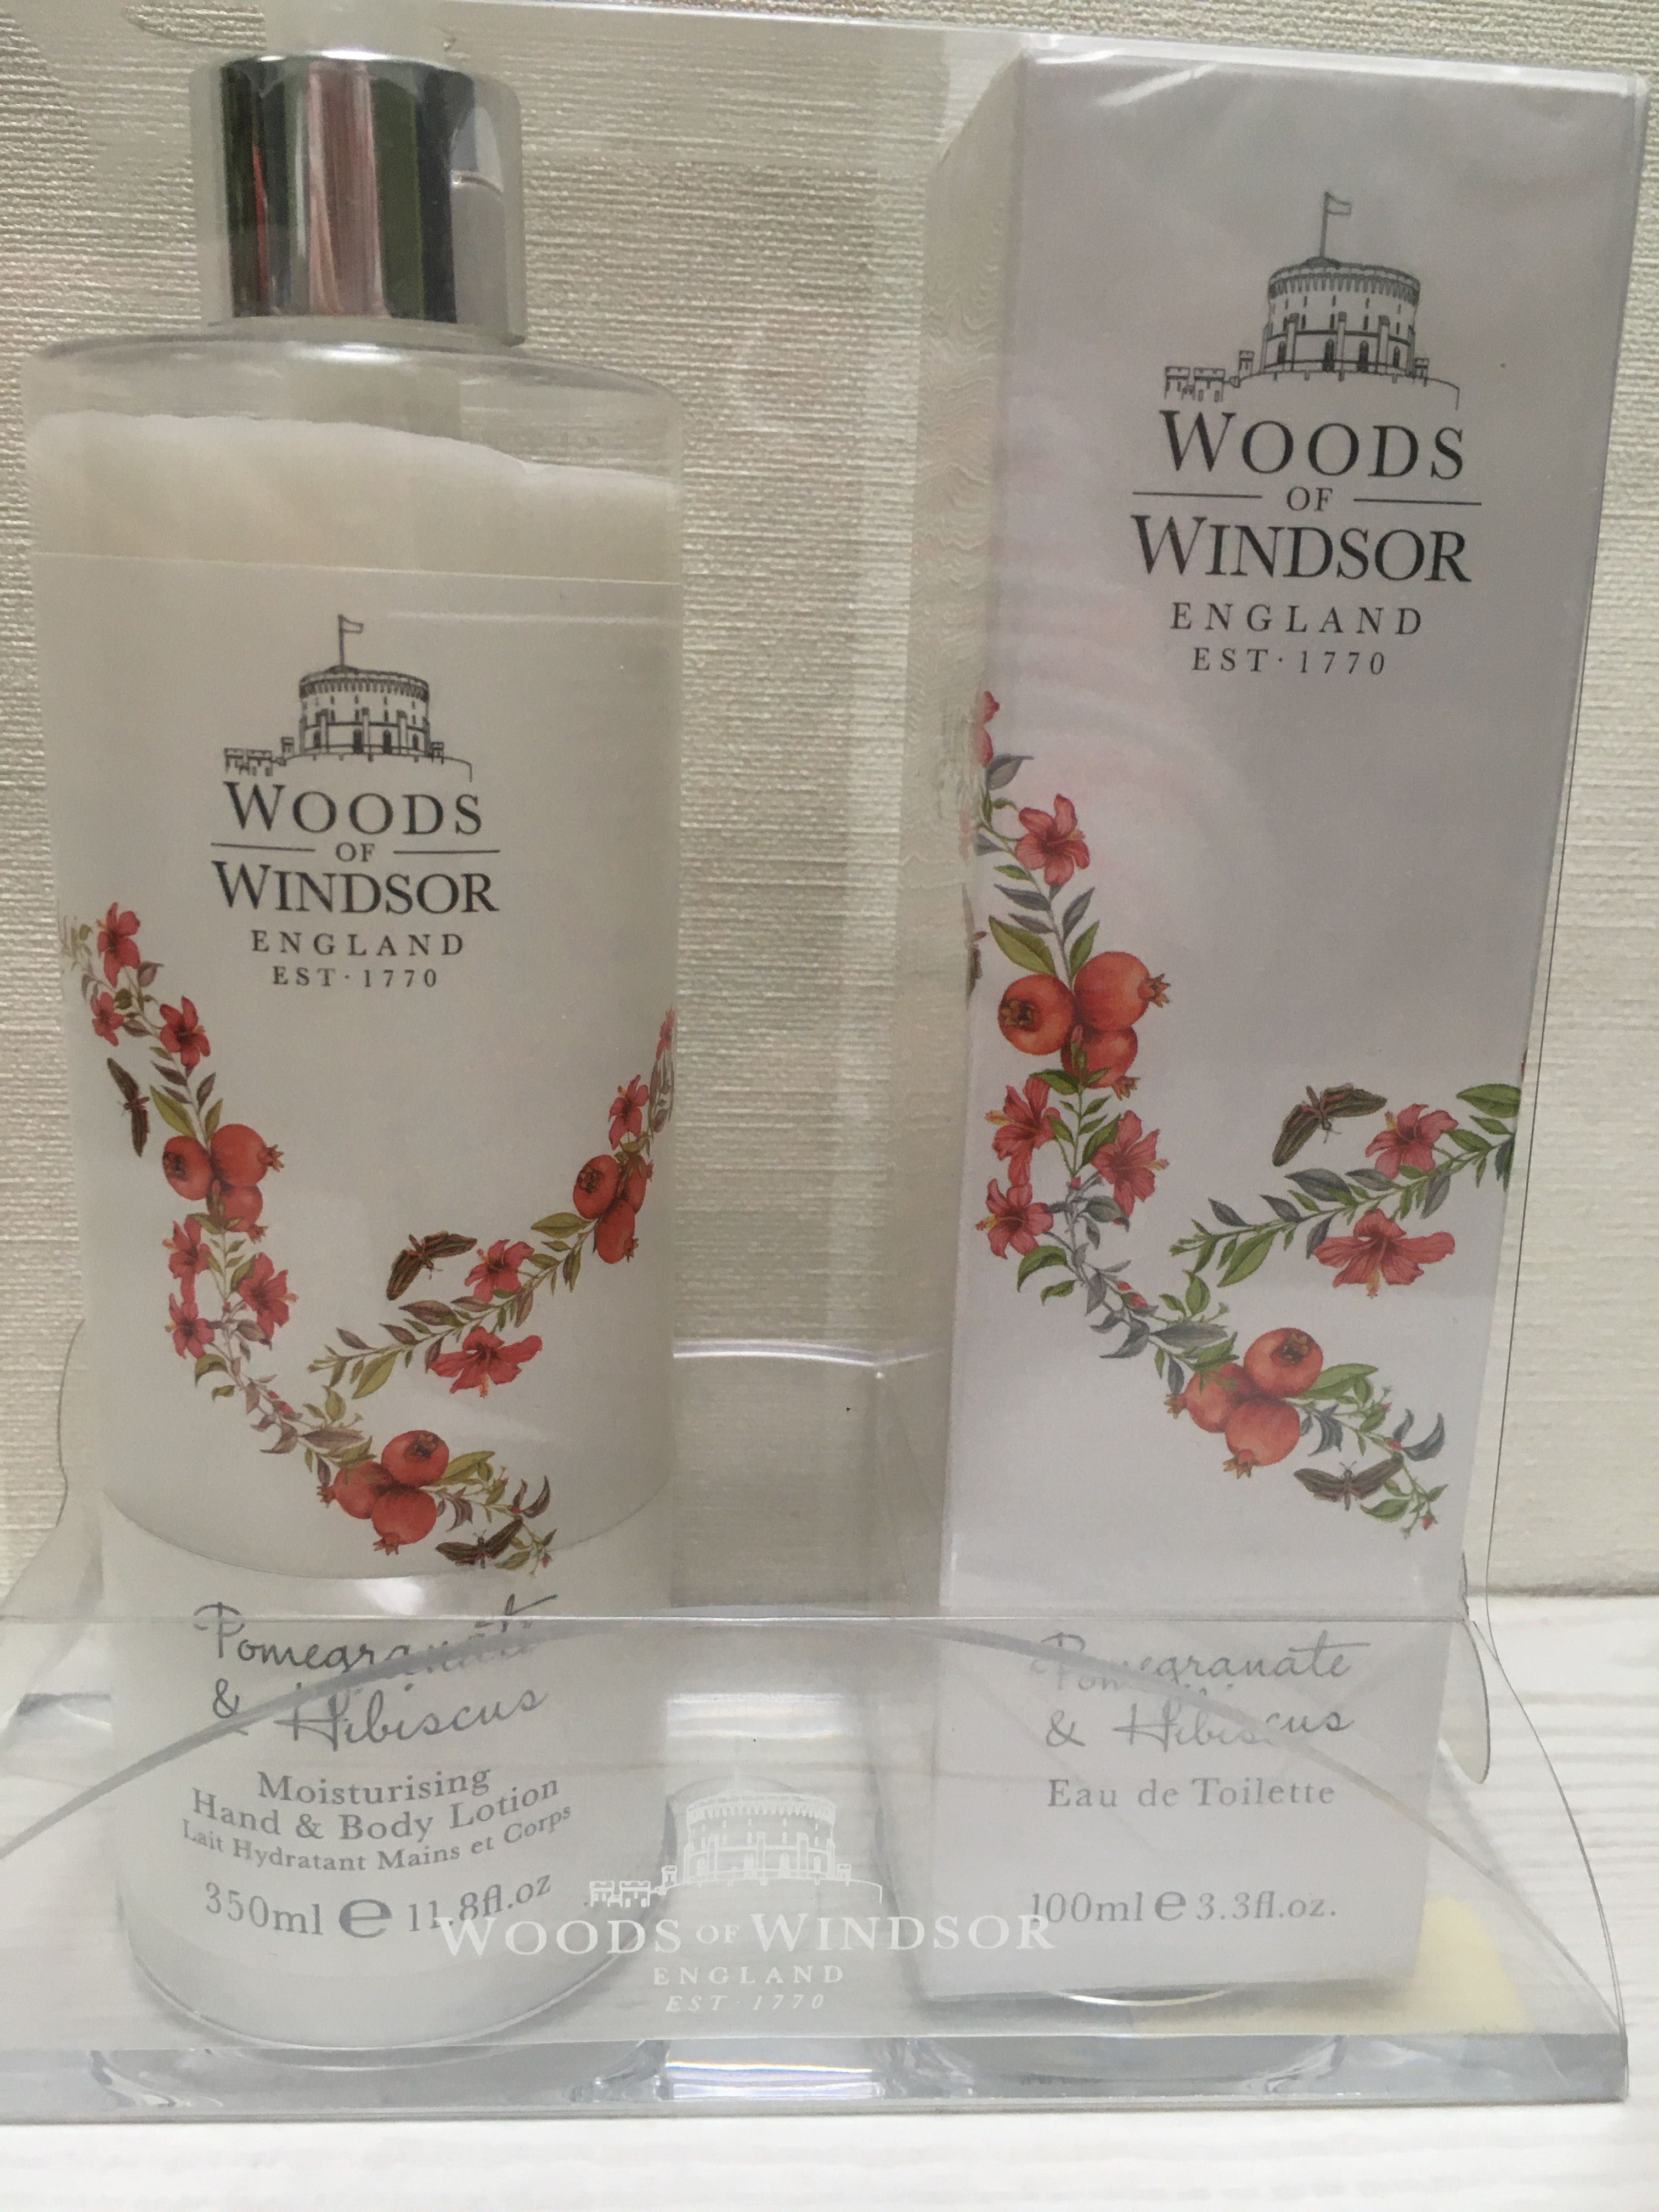 WOODS
OF
WINDSOR
ENGLAND
EST·1770
Pomegranate
& Hibiscus
Moisturising
Hand & Body Lotion
Lait Hydratant Mains et Corps
350ml e 11.8fl.oz
WOODS
OF
WINDSOR
ENGLAND
EST·1770
Pomegranate
& Hibiscus
Eau de Toilette
100ml e 3.3fl.oz.
WOODS OF WINDSOR
ENGLAND
EST·1770